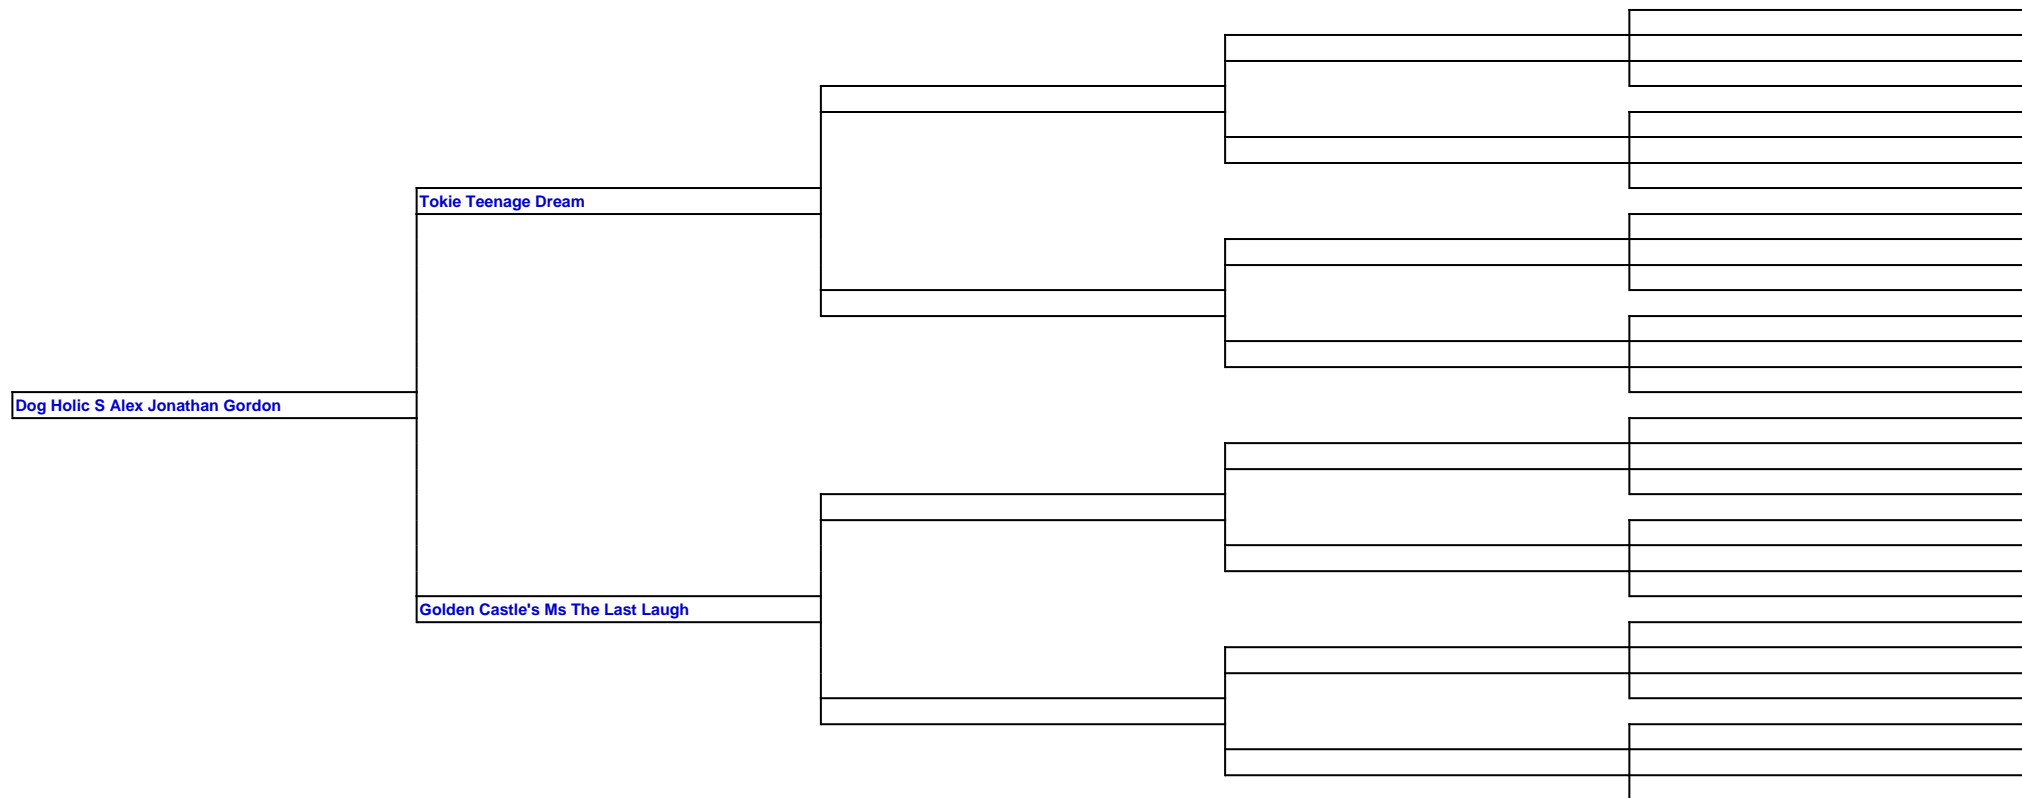 Tokie Teenage Dream
Dog Holic S Alex Jonathan Gordon
Golden Castle's Ms The Last Laugh